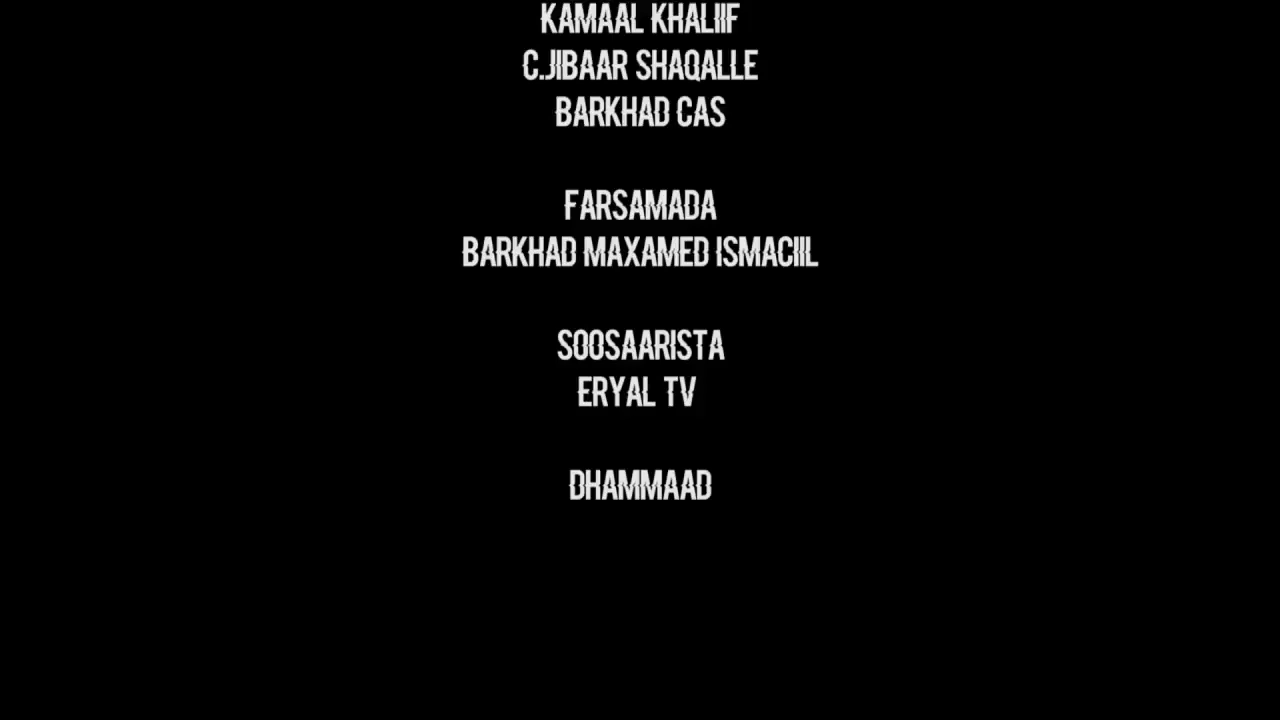 KAMAAL KHALIIF
C.JIBAAR SHAQALLE
BARKHAD CAS
FARSAMADA
BARKHAD MAXAMED ISMACIIL
SOOSAARISTA
ERYAL TV
DHAMMAAD